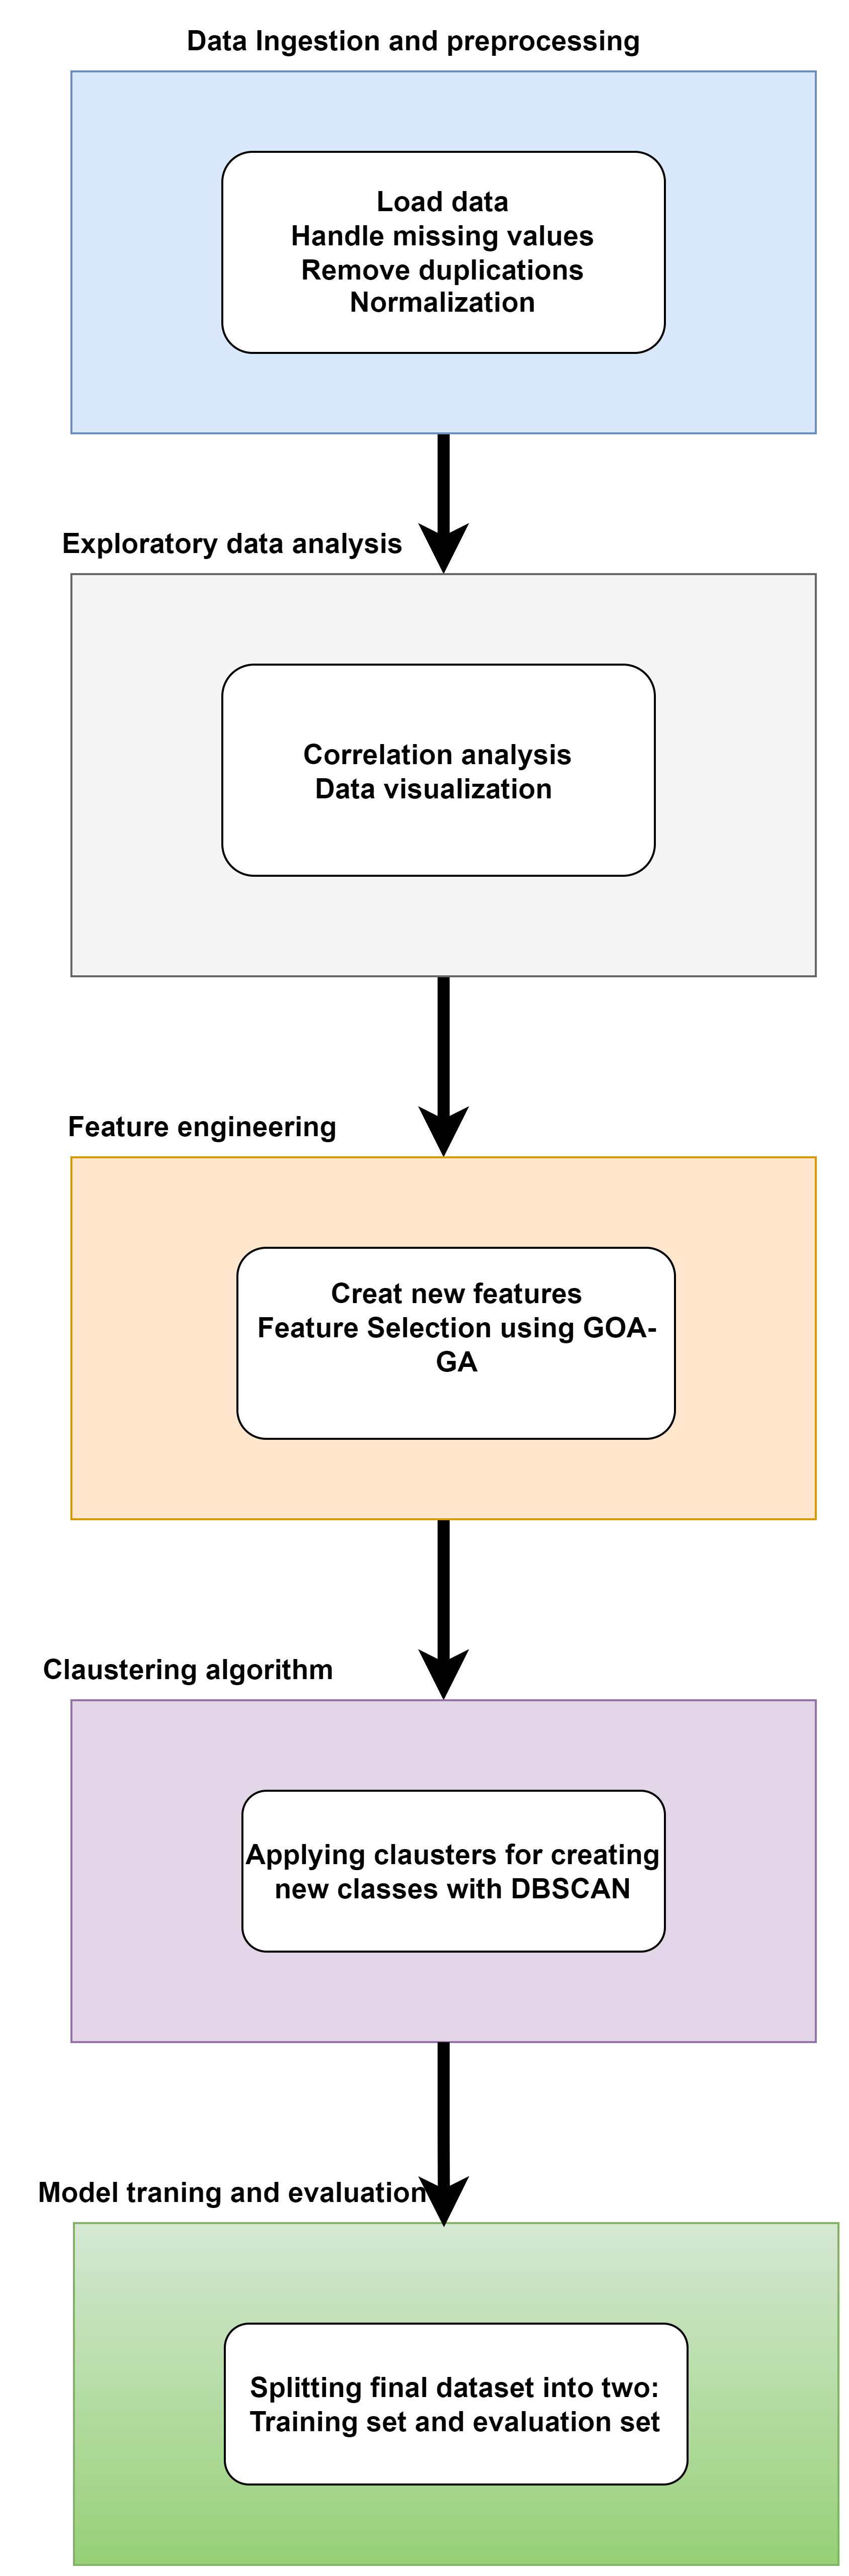 Data Ingestion and preprocessing
Load data
Handle missing values
Remove duplications
Normalization
Exploratory data analysis
Correlation analysis
Data visualization
Feature engineering
Creat new features
Feature Selection using GOA-
GA
Claustering algorithm
Applying clausters for creating
new classes with DBSCAN
Model traning and evaluation
Splitting final dataset into two:
Training set and evaluation set